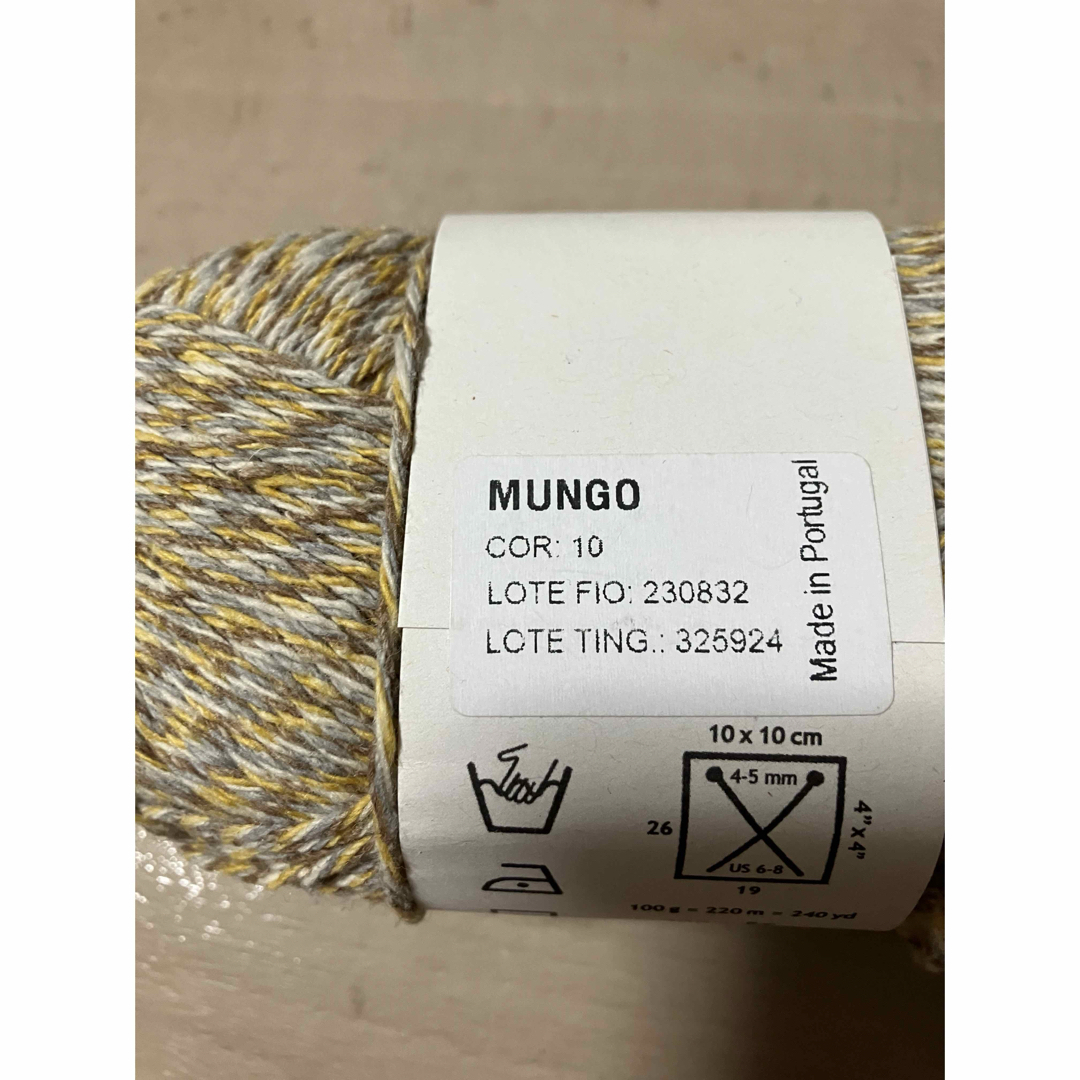 MUNGO
COR: 10
LOTE FIO: 230832
LOTE TING.: 325924
Made in Portugal
10 x 10 cm
4-5 mm
26
4" X 4"
US 6-8
19
100 g = 220 m = 240 yd